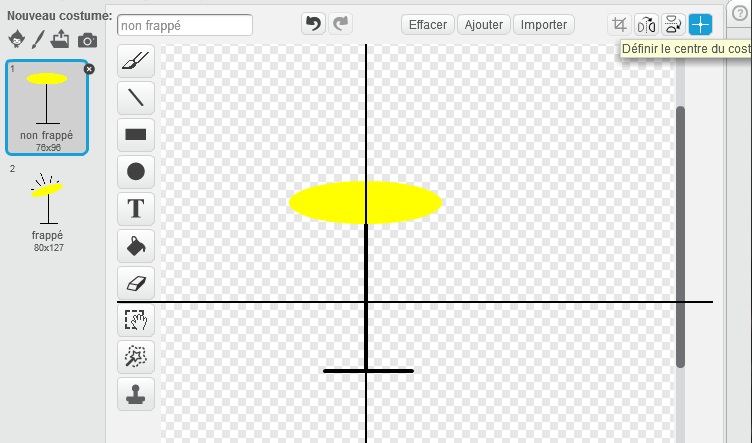 Nouveau costume:
non frappé
Effacer
Ajouter
Importer
?
Définir le centre du cost
1
non frappé
76x96
2
frappé
80x127
T